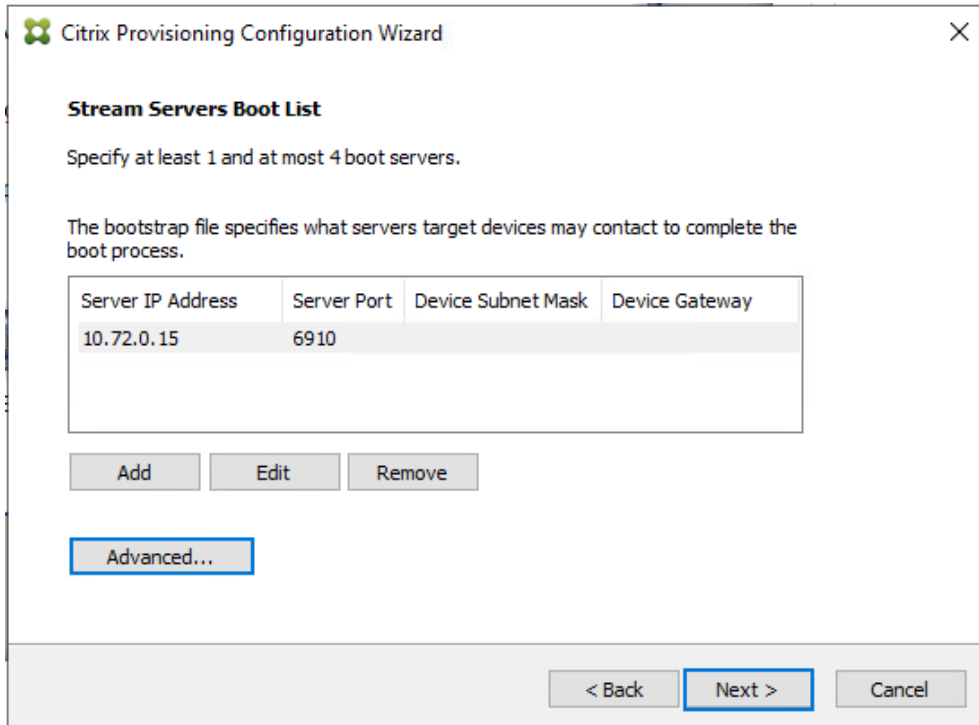 Citrix Provisioning Configuration Wizard
Stream Servers Boot List
Specify at least 1 and at most 4 boot servers.
The bootstrap file specifies what servers target devices may contact to complete the
boot process.
Server IP Address Server Port Device Subnet Mask Device Gateway
10.72.0.15 6910
Add Edit Remove
Advanced...
< Back Next > Cancel